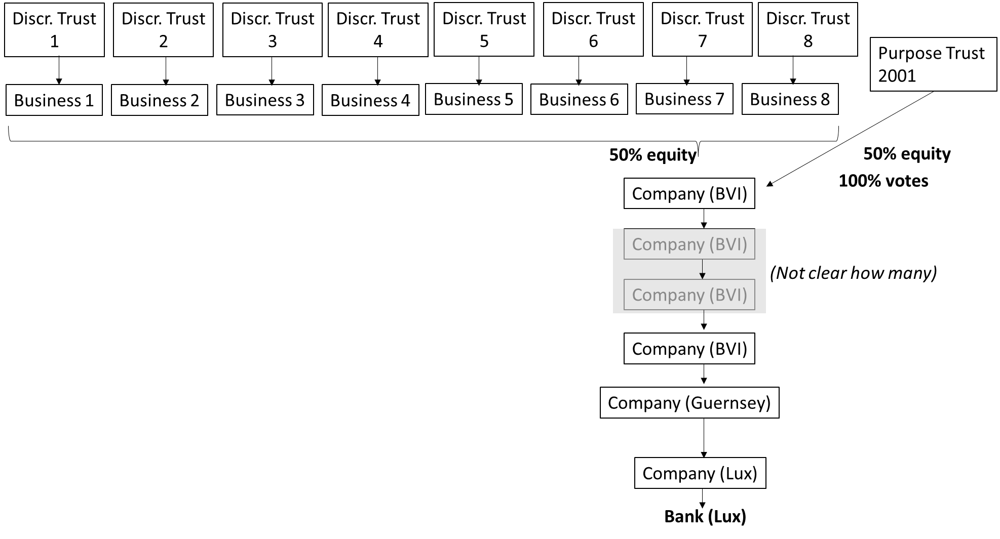 Discr. Trust
1
Discr. Trust
2
Discr. Trust
3
Discr. Trust
4
Discr. Trust
5
Discr. Trust
6
Discr. Trust
7
Discr. Trust
8
Purpose Trust
2001
Business 1
Business 2
Business 3
Business 4
Business 5
Business 6
Business 7
Business 8
50% equity
50% equity
100% votes
Company (BVI)
Company (BVI)
(Not clear how many)
Company (BVI)
Company (BVI)
Company (Guernsey)
Company (Lux)
Bank (Lux)